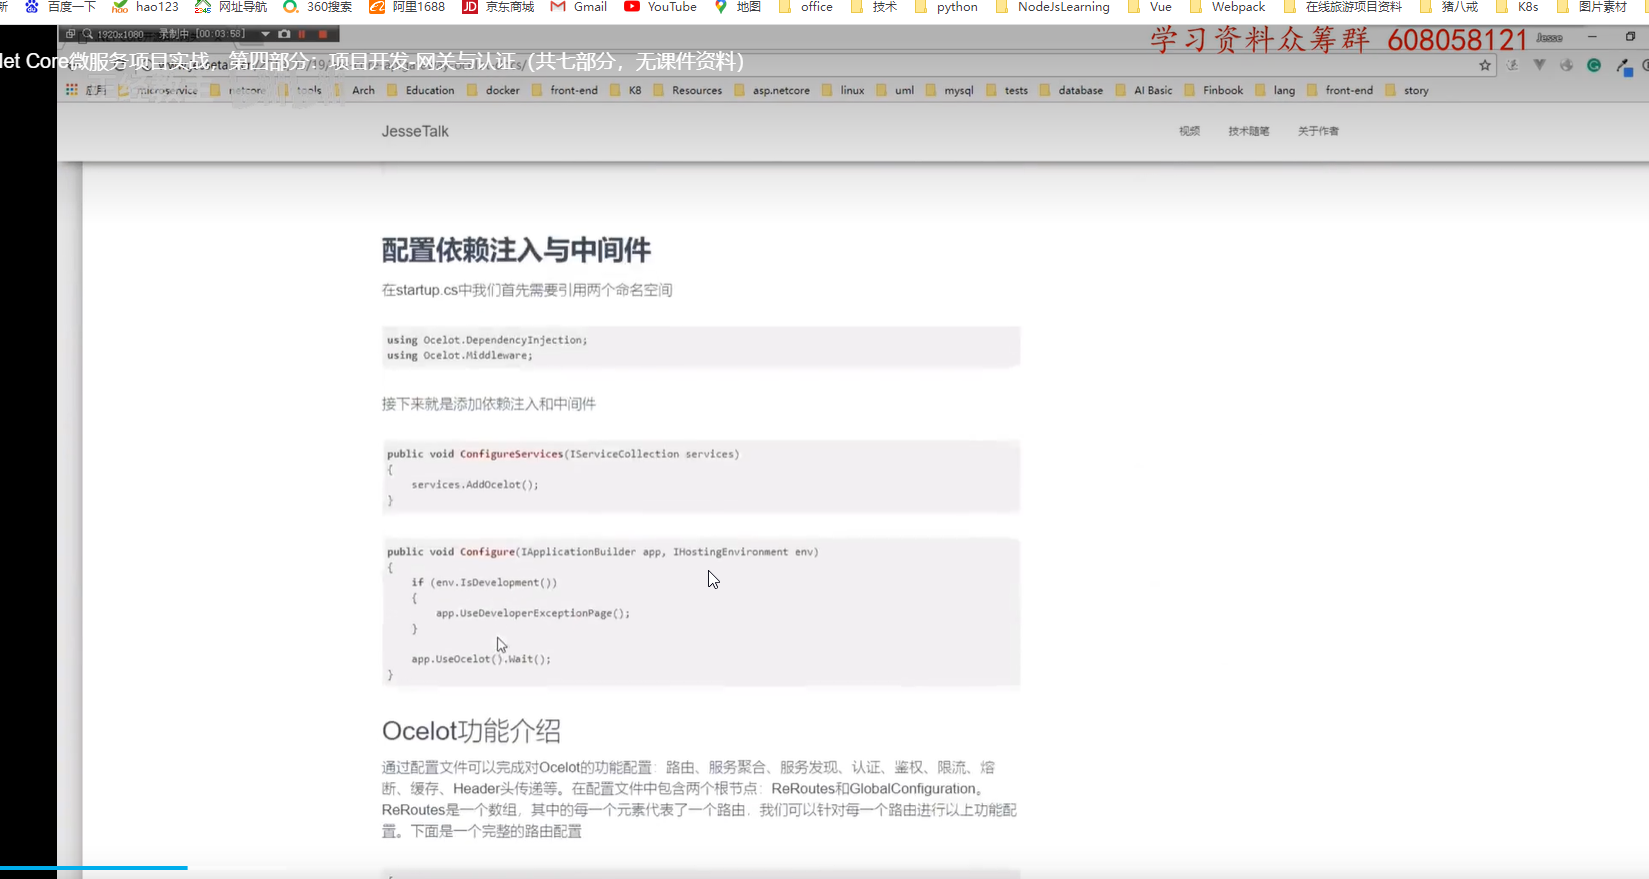 新 百度一下 hao123 网址导航 360搜索 阿里1688 JD 京东商城 Gmail YouTube 地图 office 技术 python NodeJsLearning Vue Webpack 在线旅游项目资料 猪八戒 K8s 图片素材
1920x1080 录制中 [00:03:58]
学习资料众筹群 608058121 Jesse
let Core微服务项目实战，第四部分：项目开发-网关与认证（共七部分，无课件资料）
应用 microservice netcore tools Arch Education docker front-end K8 Resources asp.netcore linux uml mysql tests database AI Basic Finbook lang front-end story
JesseTalk 视频 技术随笔 关于作者
配置依赖注入与中间件
在startup.cs中我们首先需要引用两个命名空间
using Ocelot.DependencyInjection;
using Ocelot.Middleware;
接下来就是添加依赖注入和中间件
public void ConfigureServices(IServiceCollection services)
{
services.AddOcelot();
}
public void Configure(IApplicationBuilder app, IHostingEnvironment env)
{
if (env.IsDevelopment())
{
app.UseDeveloperExceptionPage();
}
app.UseOcelot().Wait();
}
Ocelot功能介绍
通过配置文件可以完成对Ocelot的功能配置：路由、服务聚合、服务发现、认证、鉴权、限流、熔
断、缓存、Header头传递等。在配置文件中包含两个根节点：ReRoutes和GlobalConfiguration。
ReRoutes是一个数组，其中的每一个元素代表了一个路由，我们可以针对每一个路由进行以上功能配
置。下面是一个完整的路由配置